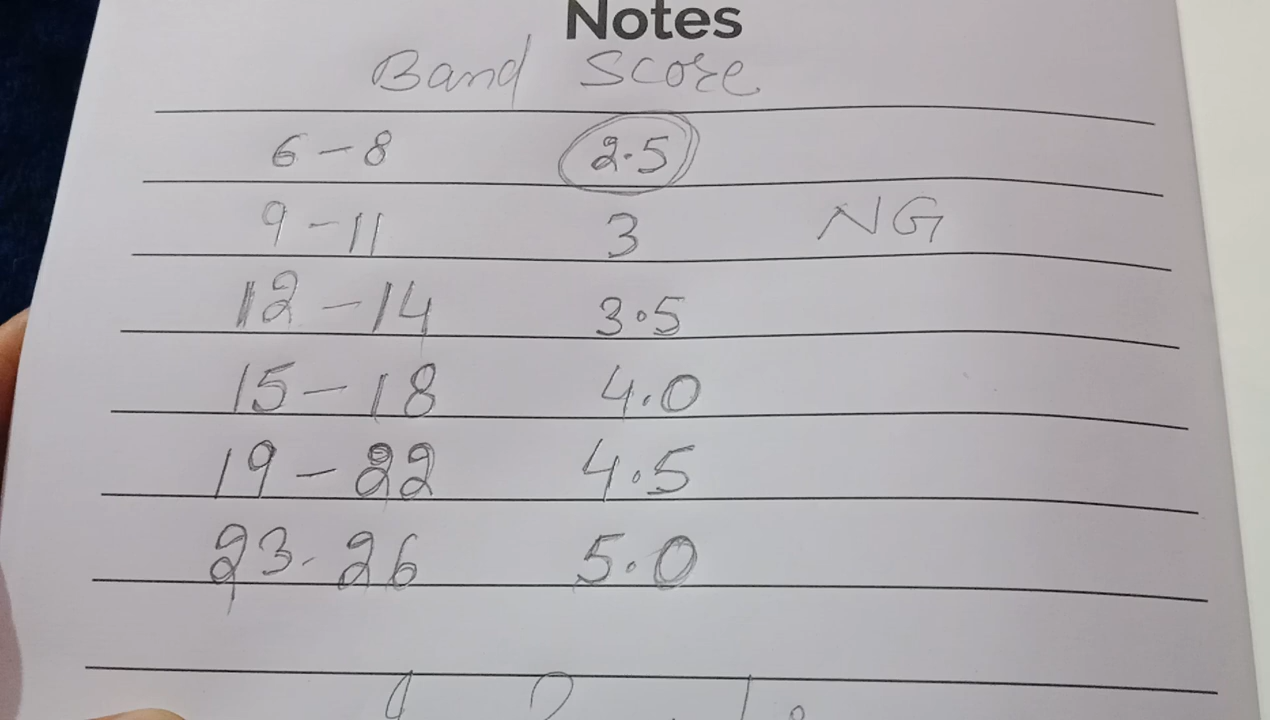 Notes
Band Score
6 - 8 2.5
9 - 11 3 NG
12 - 14 3.5
15 - 18 4.0
19 - 22 4.5
23 - 26 5.0